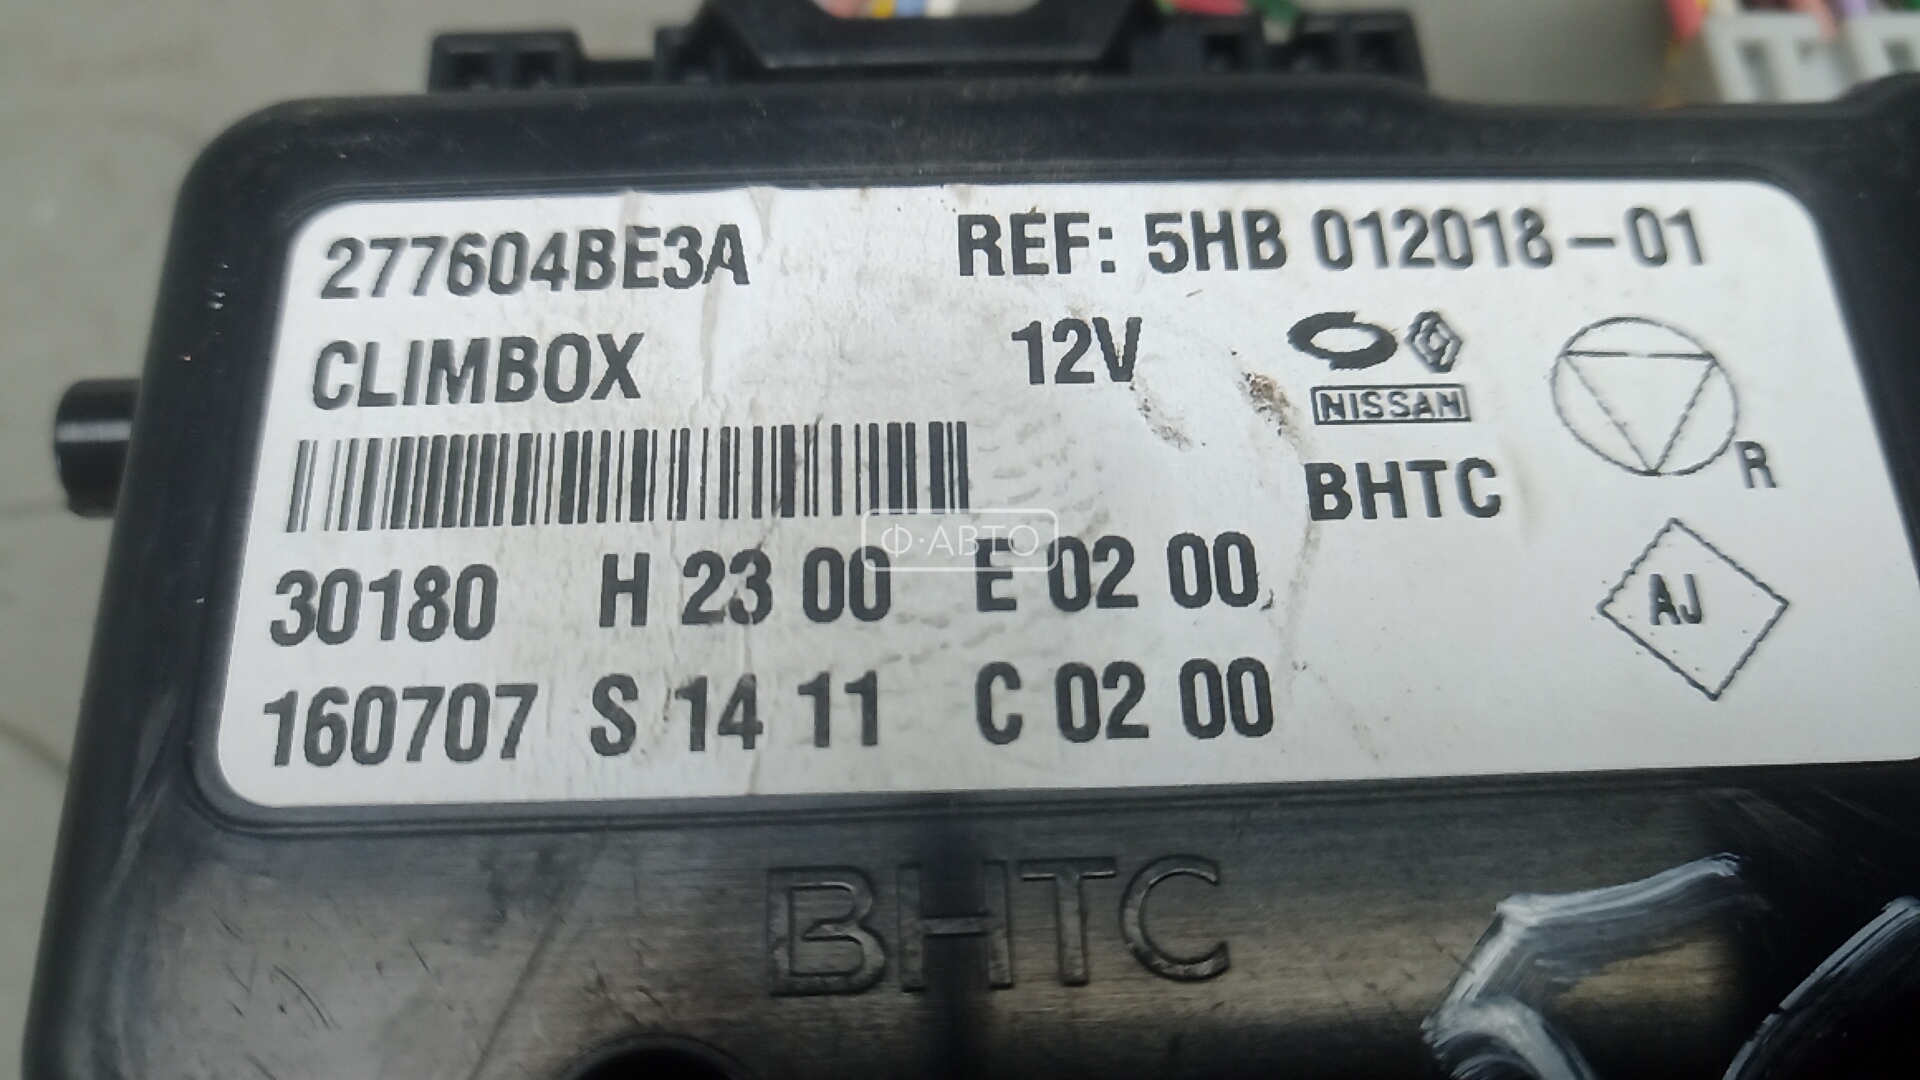 277604BE3A REF: 5HB 012018-01
CLIMBOX 12V
NISSAN
BHTC
R
Ф·АВТО
30180 H 23 00 E 02 00
AJ
160707 S 14 11 C 02 00
BHTC